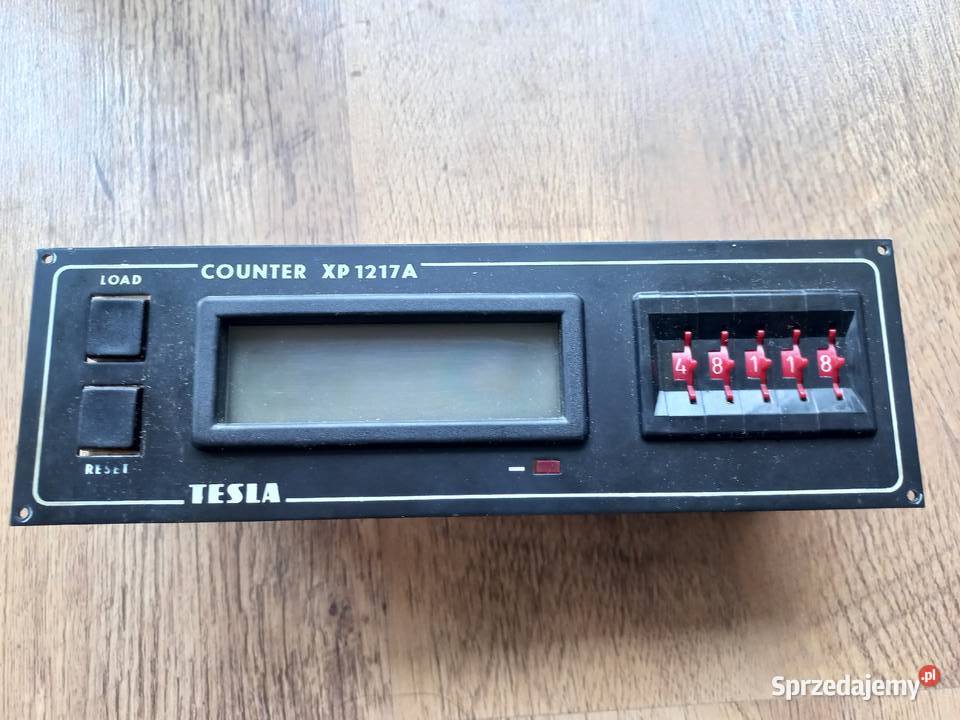 COUNTER XP 1217A
LOAD
RESET
4 8 1 1 8
TESLA
Sprzedajemy.pl